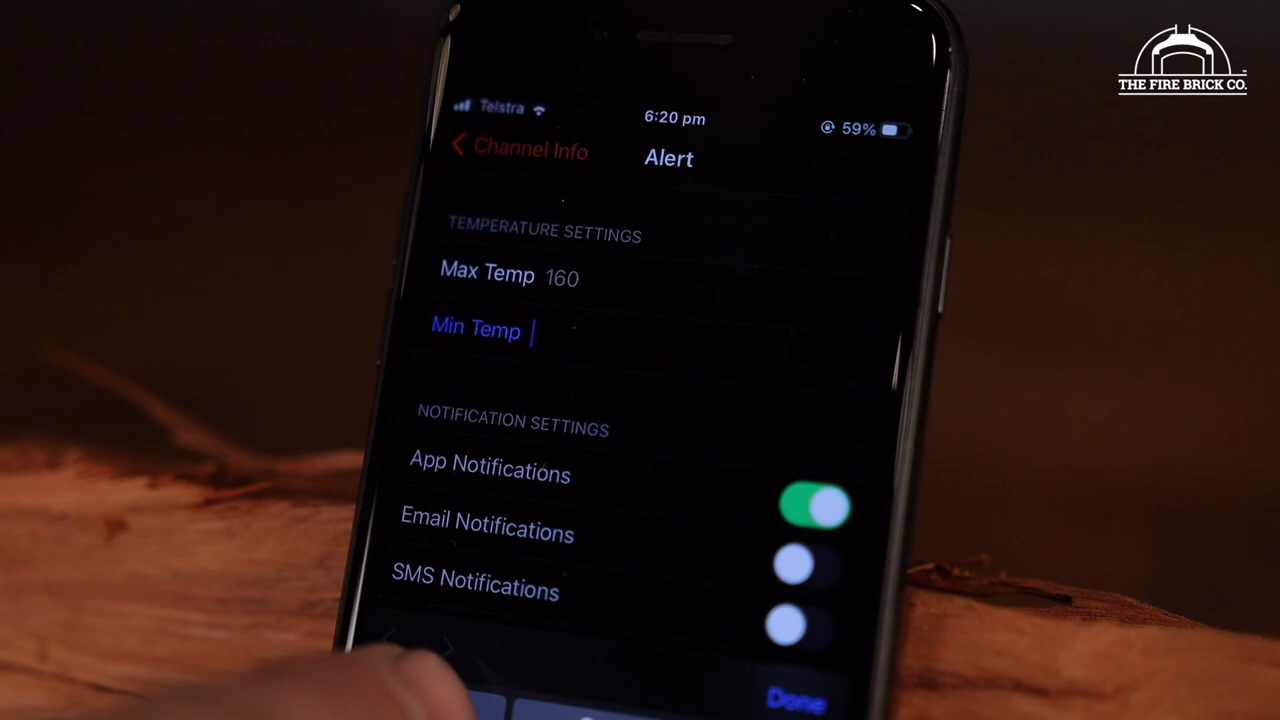 THE FIRE BRICK CO.
Telstra 6:20 pm 59%
Channel Info Alert
TEMPERATURE SETTINGS
Max Temp 160
Min Temp
NOTIFICATION SETTINGS
App Notifications
Email Notifications
SMS Notifications
Done